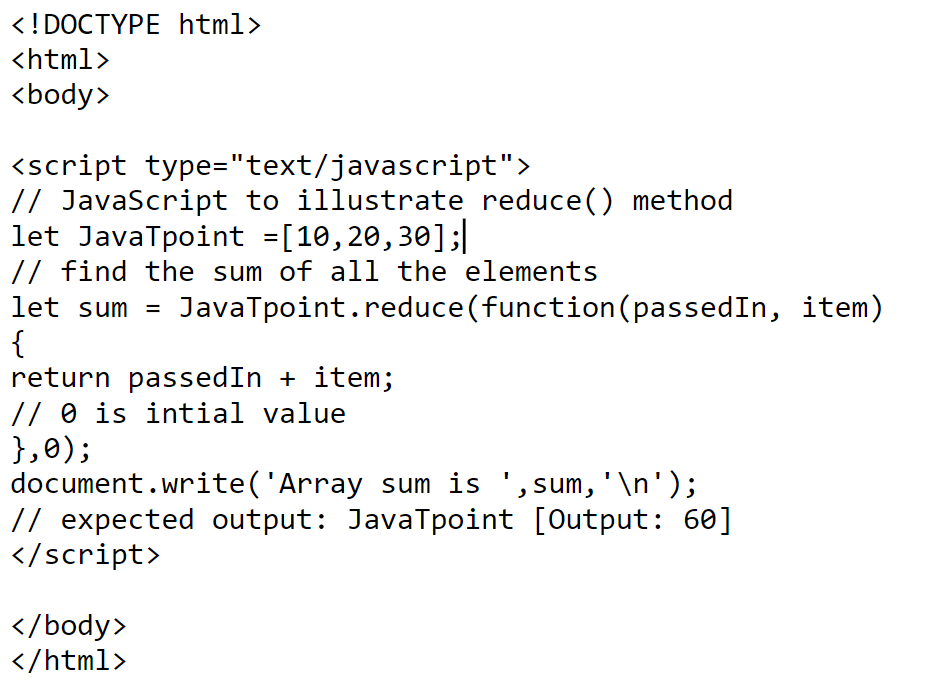 <!DOCTYPE html>
<html>
<body>
<script type="text/javascript">
// JavaScript to illustrate reduce() method
let JavaTpoint =[10,20,30];
// find the sum of all the elements
let sum = JavaTpoint.reduce(function(passedIn, item)
{
return passedIn + item;
// 0 is intial value
},0);
document.write('Array sum is ',sum,'\n');
// expected output: JavaTpoint [Output: 60]
</script>
</body>
</html>